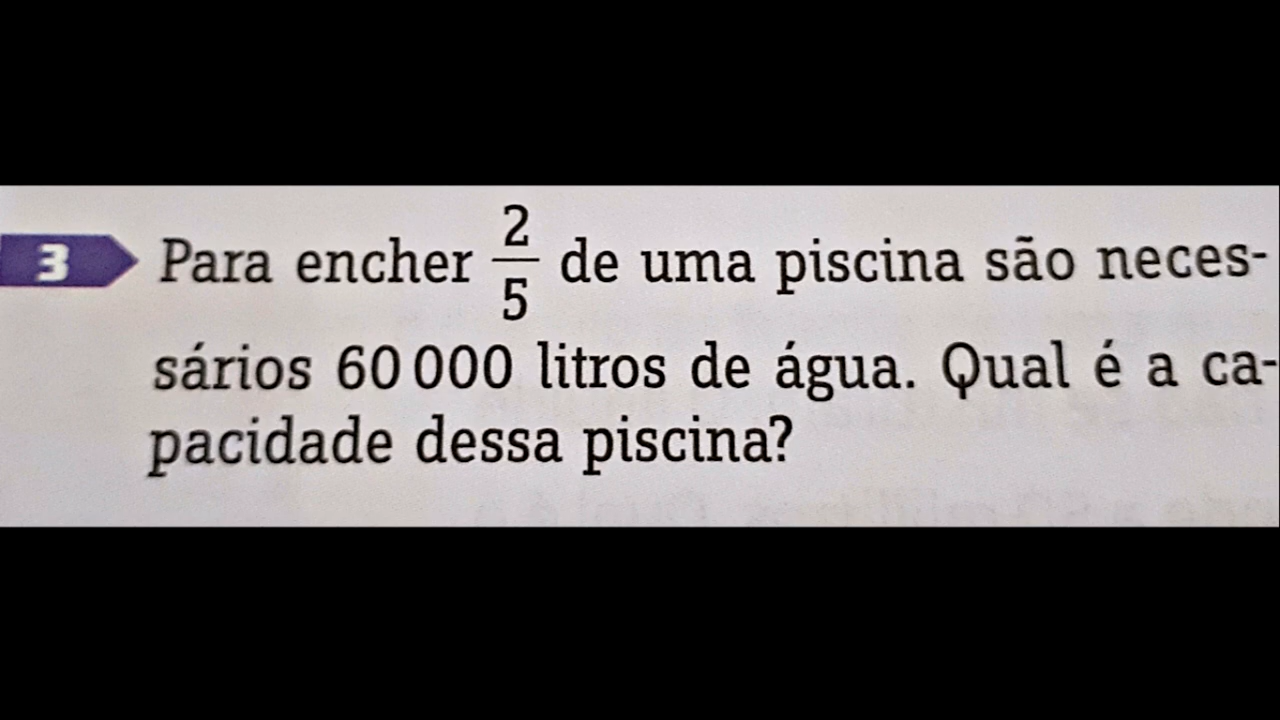 3 Para encher 2/5 de uma piscina são neces-
sários 60 000 litros de água. Qual é a ca-
pacidade dessa piscina?